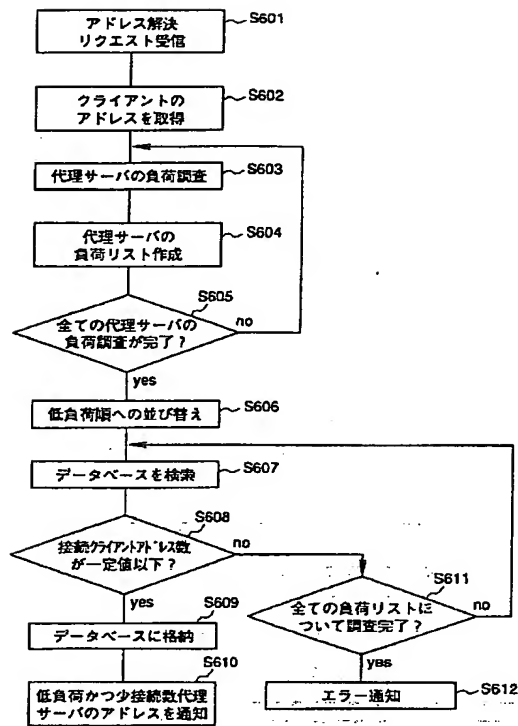 アドレス解決
リクエスト受信
S601
クライアントの
アドレスを取得
S602
代理サーバの負荷調査
S603
代理サーバの
負荷リスト作成
S604
S605
全ての代理サーバの
負荷調査が完了?
no
yes
低負荷順への並び替え
S606
データベースを検索
S607
S608
接続クライアントアドレス数
が一定値以下?
no
yes
S611
全ての負荷リストに
ついて調査完了?
no
yes
S609
データベースに格納
S610
低負荷かつ少接続数代理
サーバのアドレスを通知
エラー通知
S612